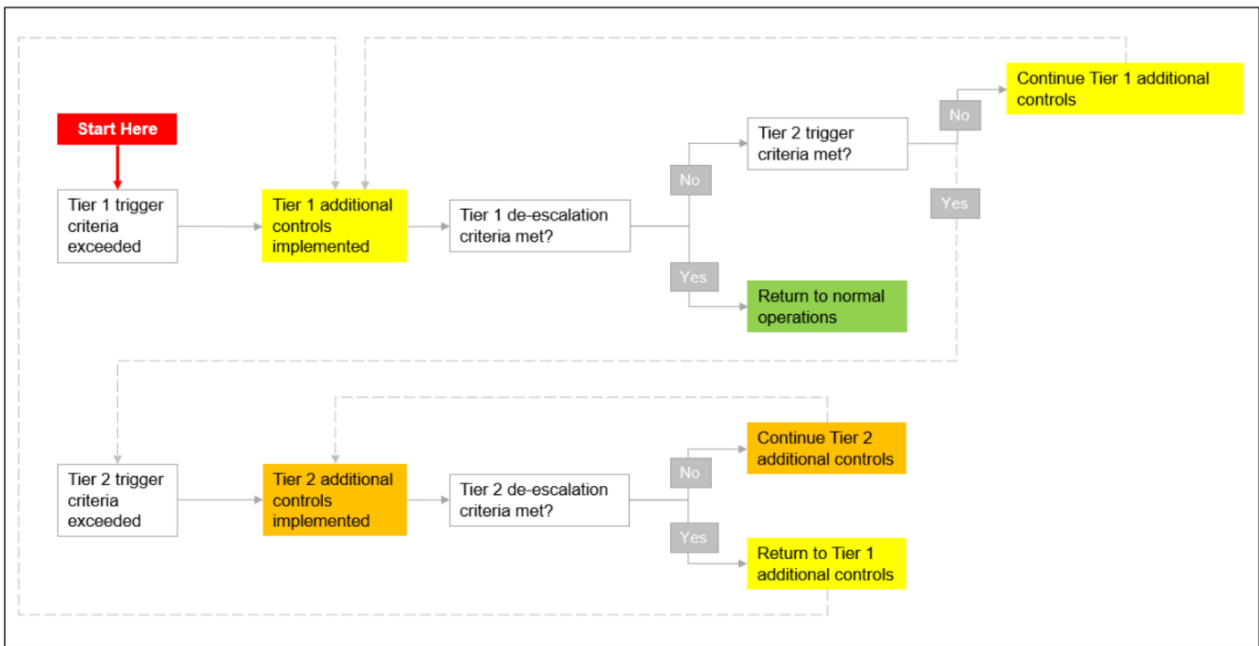 Start Here
Tier 1 trigger
criteria
exceeded
Tier 1 additional
controls
implemented
Tier 1 de-escalation
criteria met?
No
Yes
Tier 2 trigger
criteria met?
No
Yes
Continue Tier 1 additional
controls
Return to normal
operations
Tier 2 trigger
criteria
exceeded
Tier 2 additional
controls
implemented
Tier 2 de-escalation
criteria met?
No
Yes
Continue Tier 2
additional controls
Return to Tier 1
additional controls